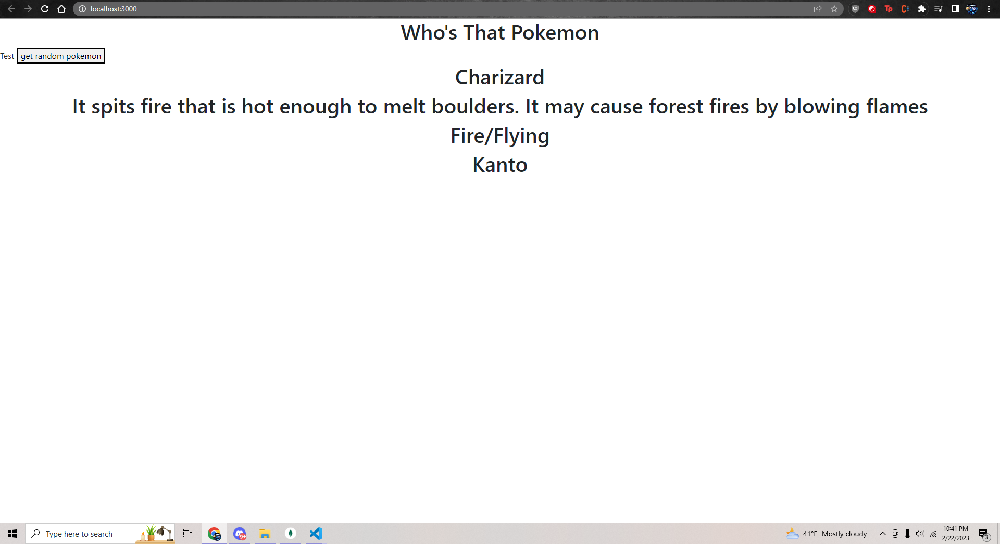 localhost:3000
Who's That Pokemon
Test get random pokemon
Charizard
It spits fire that is hot enough to melt boulders. It may cause forest fires by blowing flames
Fire/Flying
Kanto
Type here to search
9+
41°F Mostly cloudy
10:41 PM
2/22/2023
3